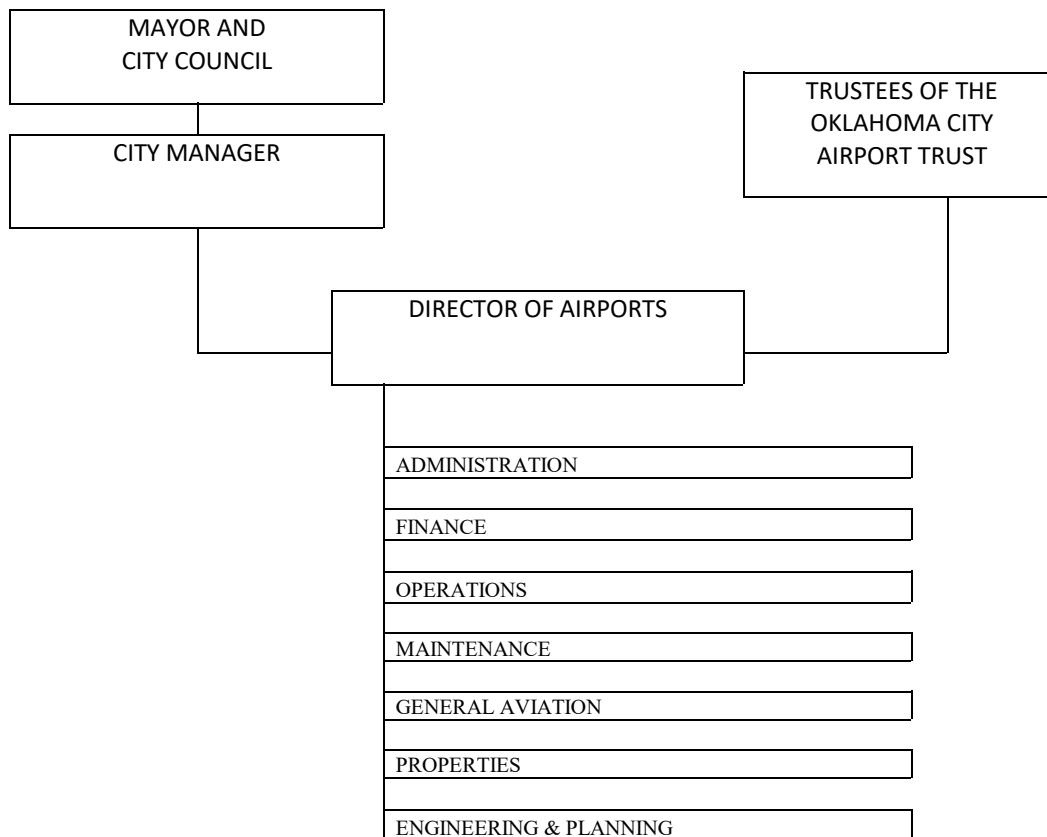 MAYOR AND
CITY COUNCIL
TRUSTEES OF THE
OKLAHOMA CITY
AIRPORT TRUST
CITY MANAGER
DIRECTOR OF AIRPORTS
ADMINISTRATION
FINANCE
OPERATIONS
MAINTENANCE
GENERAL AVIATION
PROPERTIES
ENGINEERING & PLANNING